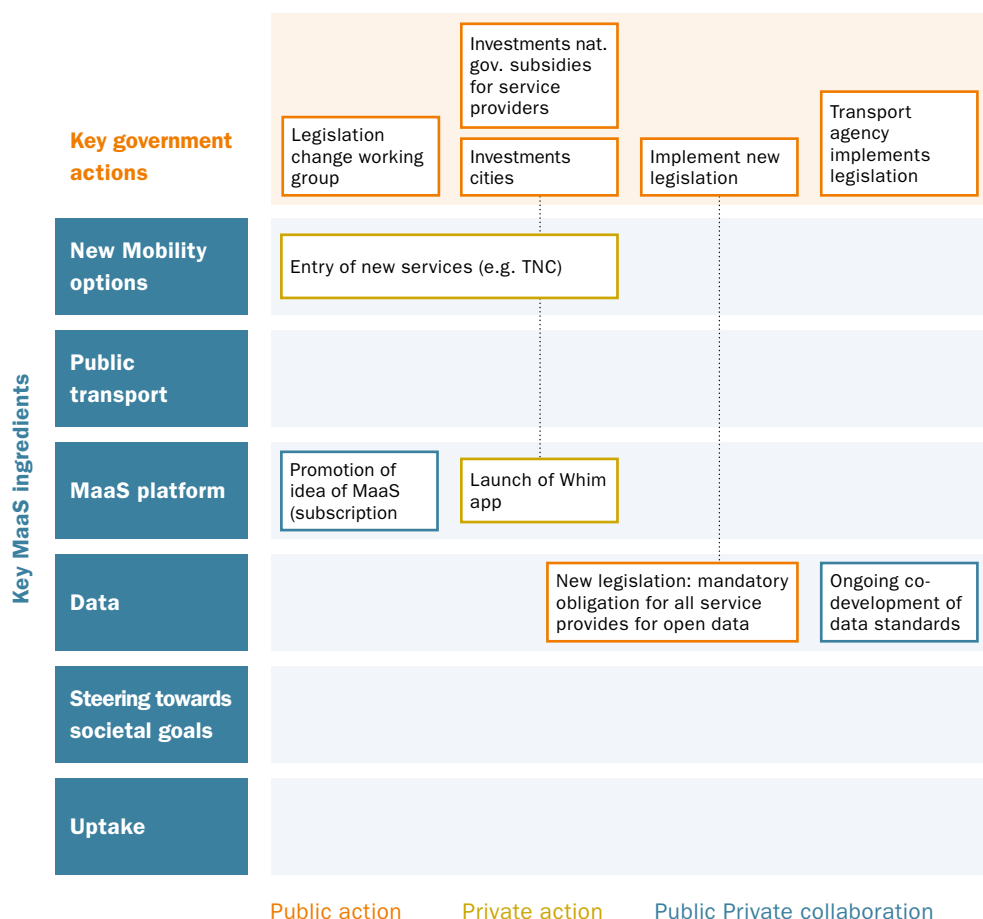 Key government
actions
Legislation
change working
group
Investments nat.
gov. subsidies
for service
providers
Investments
cities
Implement new
legislation
Transport
agency
implements
legislation
Key MaaS ingredients
New Mobility
options
Entry of new services (e.g. TNC)
Public
transport
MaaS platform
Promotion of
idea of MaaS
(subscription
Launch of Whim
app
Data
New legislation: mandatory
obligation for all service
provides for open data
Ongoing co-
development of
data standards
Steering towards
societal goals
Uptake
Public action
Private action
Public Private collaboration